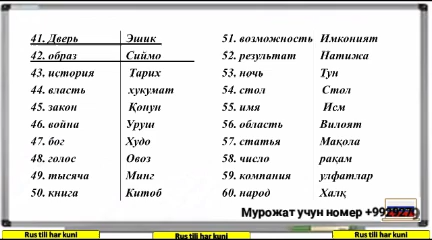 41. Дверь Эшик
42. образ Сиймо
43. история Тарих
44. власть хукумат
45. закон Қонун
46. война Уруш
47. бог Худо
48. голос Овоз
49. тысяча Минг
50. книга Китоб
51. возможность Имконият
52. результат Натижа
53. ночь Тун
54. стол Стол
55. имя Исм
56. область Вилоят
57. статья Мақола
58. число рақам
59. компания улфатлар
60. народ Халқ
Мурожат учун номер
Rus tili har kuni
Rus tili har kuni
Rus tili har kuni